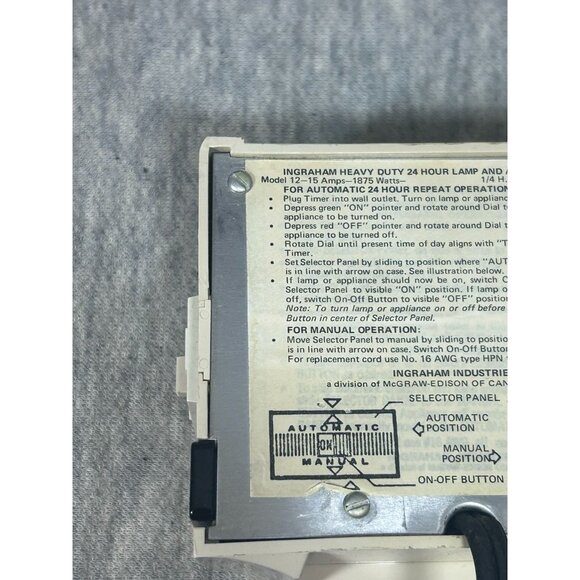 INGRAHAM HEAVY DUTY 24 HOUR LAMP AND A
Model 12-15 Amps-1875 Watts- 1/4 H.
FOR AUTOMATIC 24 HOUR REPEAT OPERATION
• Plug Timer into wall outlet. Turn on lamp or applianc
• Depress green "ON" pointer and rotate around Dial t
appliance to be turned on.
• Depress red "OFF" pointer and rotate around Dial to
appliance to be turned off.
• Rotate Dial until present time of day aligns with "T
Timer.
• Set Selector Panel by sliding to position where "AUT
is in line with arrow on case. See illustration below.
• If lamp or appliance should now be on, switch O
Selector Panel to visible "ON" position. If lamp o
off, switch On-Off Button to visible "OFF" position
Note: To turn lamp or appliance on or off before
Button in center of Selector Panel.
FOR MANUAL OPERATION:
• Move Selector Panel to manual by sliding to position
is in line with arrow on case. Switch On-Off Button
For replacement cord use No. 16 AWG type HPN
INGRAHAM INDUSTRIE
a division of McGRAW-EDISON OF CAN
SELECTOR PANEL
AUTOMATIC
ON
MANUAL
AUTOMATIC
POSITION
MANUAL
POSITION
ON-OFF BUTTON